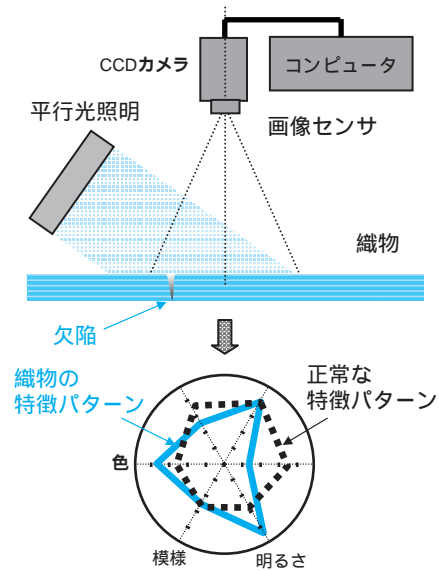 CCDカメラ
コンピュータ
平行光照明
画像センサ
織物
欠陥
織物の
特徴パターン
正常な
特徴パターン
色
模様
明るさ